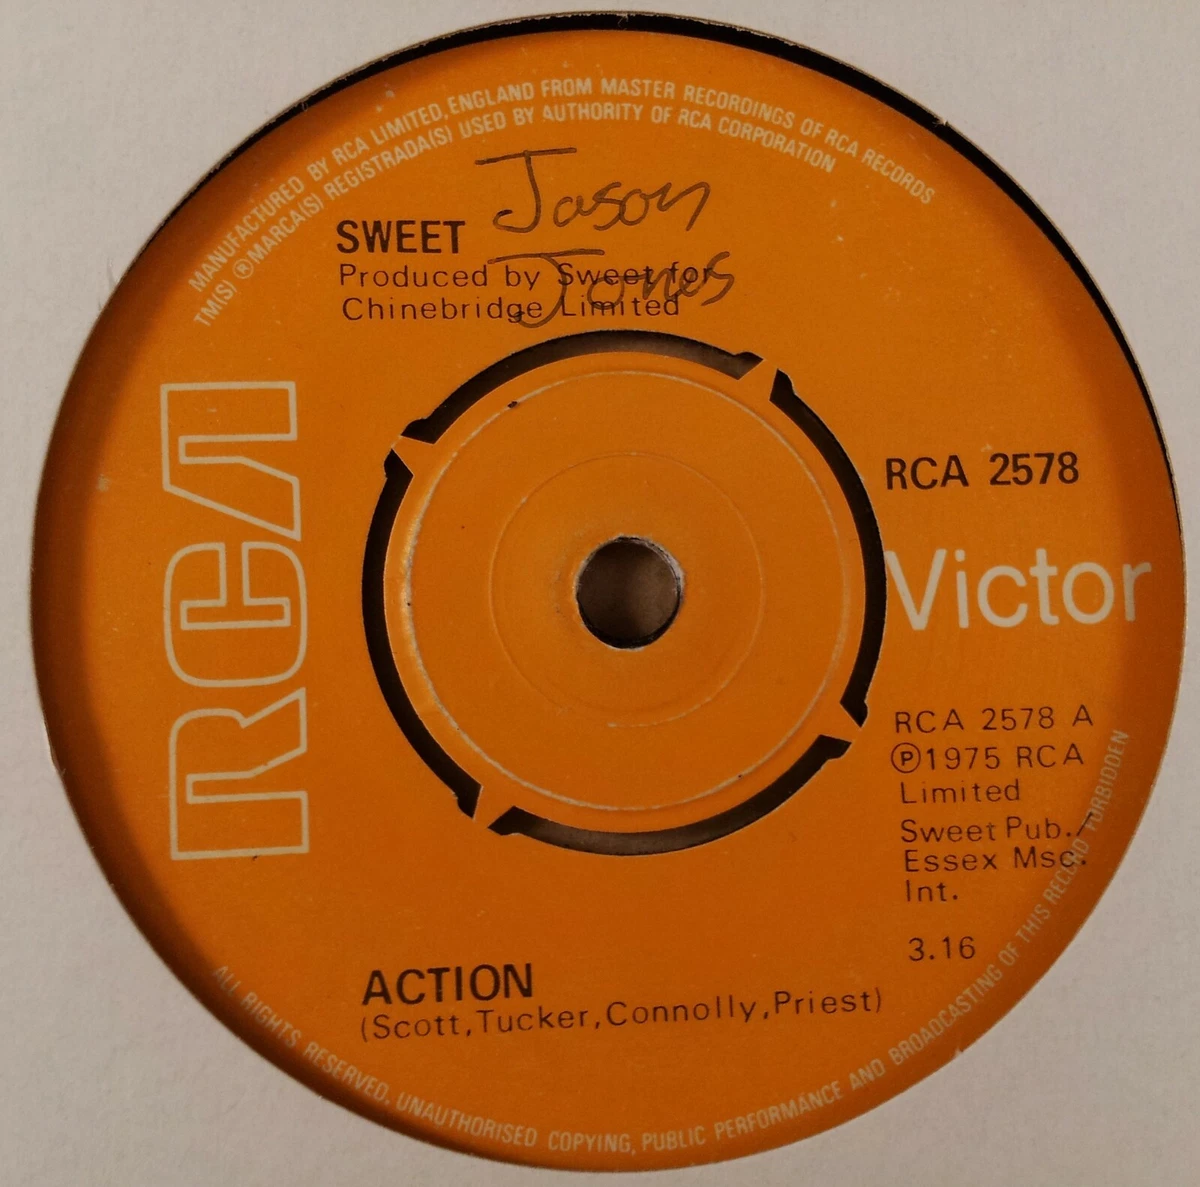 MANUFACTURED BY RCA LIMITED, ENGLAND FROM MASTER RECORDINGS OF RCA RECORDS
TM(S) ® MARCA(S) REGISTRADA(S) USED BY AUTHORITY OF RCA CORPORATION
Jason
Jones
SWEET
Produced by Sweet for
Chinebridge Limited
RCA
RCA 2578
Victor
RCA 2578 A
Ⓟ1975 RCA
Limited
Sweet Pub./
Essex Msc.
Int.
3.16
ACTION
(Scott,Tucker,Connolly,Priest)
ALL RIGHTS RESERVED. UNAUTHORISED COPYING, PUBLIC PERFORMANCE AND BROADCASTING OF THIS RECORD FORBIDDEN